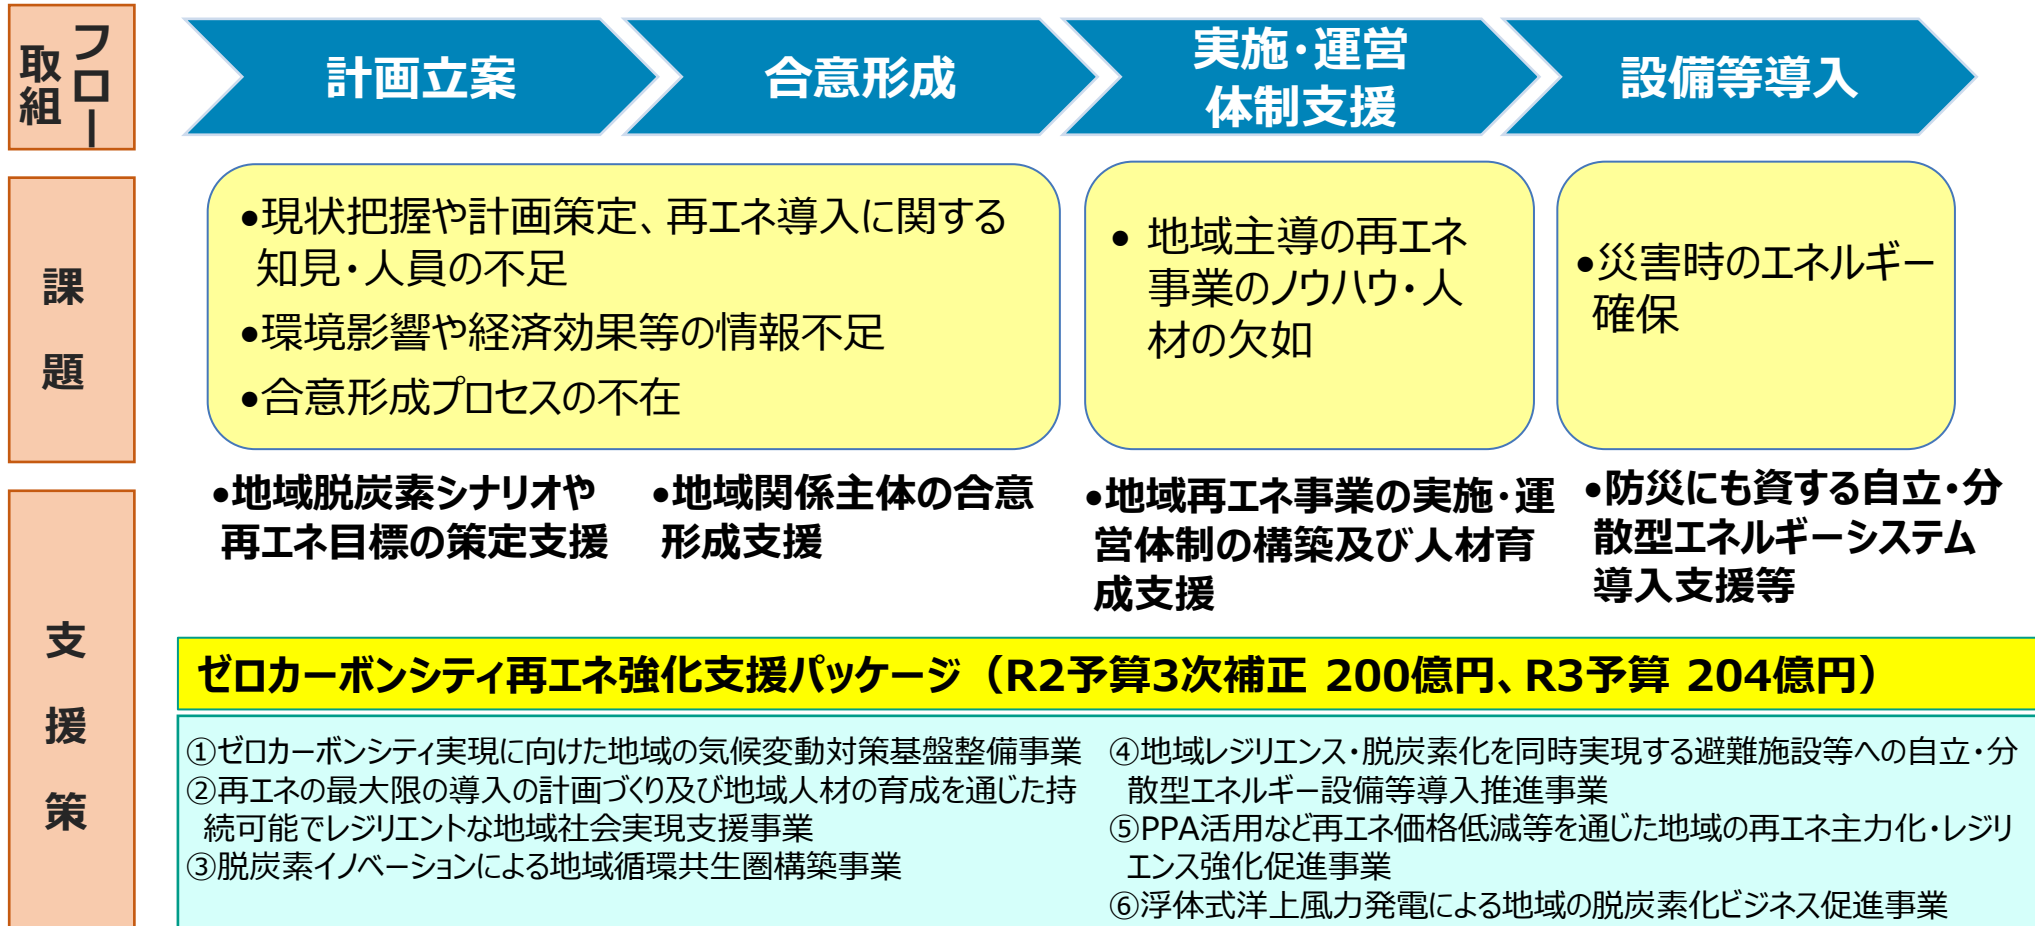 取組フロー
計画立案
合意形成
実施・運営
体制支援
設備等導入
課題
•現状把握や計画策定、再エネ導入に関する
知見・人員の不足
•環境影響や経済効果等の情報不足
•合意形成プロセスの不在
• 地域主導の再エネ
事業のノウハウ・人
材の欠如
•災害時のエネルギー
確保
支援策
•地域脱炭素シナリオや
再エネ目標の策定支援
•地域関係主体の合意
形成支援
•地域再エネ事業の実施・運
営体制の構築及び人材育
成支援
•防災にも資する自立・分
散型エネルギーシステム
導入支援等
ゼロカーボンシティ再エネ強化支援パッケージ（R2予算3次補正 200億円、R3予算 204億円）
①ゼロカーボンシティ実現に向けた地域の気候変動対策基盤整備事業
②再エネの最大限の導入の計画づくり及び地域人材の育成を通じた持
続可能でレジリエントな地域社会実現支援事業
③脱炭素イノベーションによる地域循環共生圏構築事業
④地域レジリエンス・脱炭素化を同時実現する避難施設等への自立・分
散型エネルギー設備等導入推進事業
⑤PPA活用など再エネ価格低減等を通じた地域の再エネ主力化・レジリ
エンス強化促進事業
⑥浮体式洋上風力発電による地域の脱炭素化ビジネス促進事業